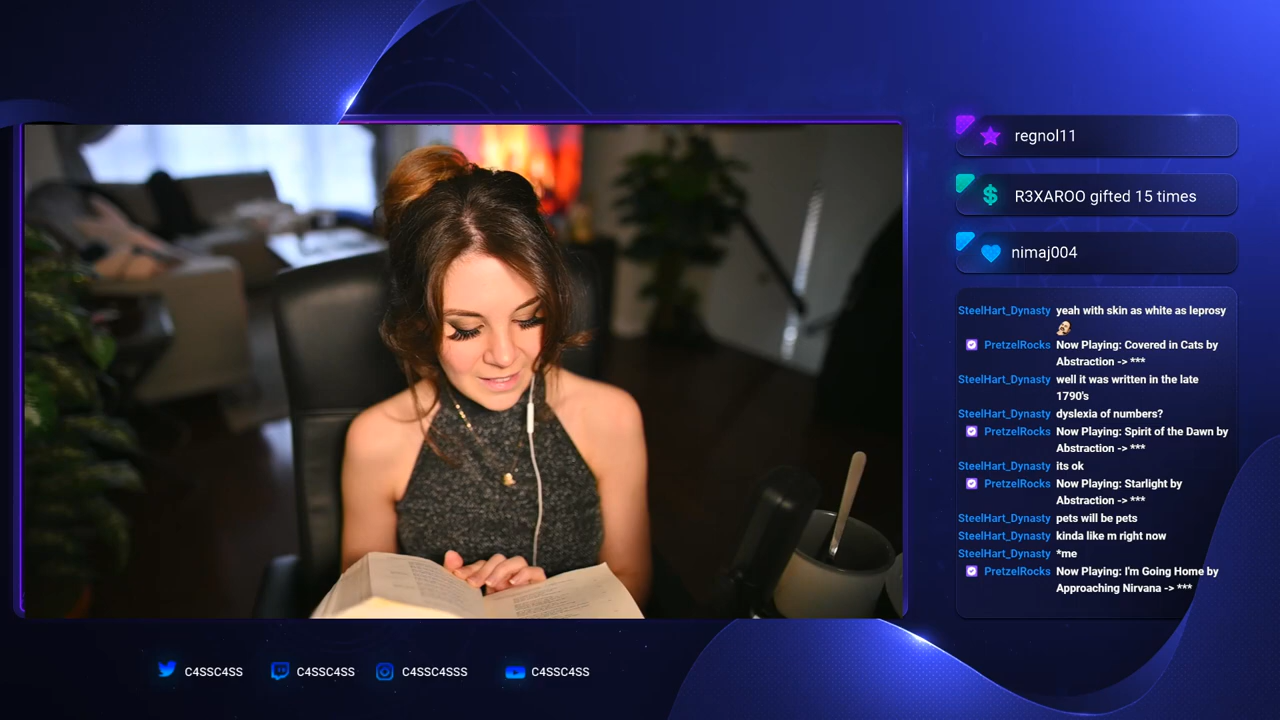 regnol11
R3XAROO gifted 15 times
nimaj004
SteelHart_Dynasty yeah with skin as white as leprosy
PretzelRocks Now Playing: Covered in Cats by
Abstraction -> ***
SteelHart_Dynasty well it was written in the late
1790's
SteelHart_Dynasty dyslexia of numbers?
PretzelRocks Now Playing: Spirit of the Dawn by
Abstraction -> ***
SteelHart_Dynasty its ok
PretzelRocks Now Playing: Starlight by
Abstraction -> ***
SteelHart_Dynasty pets will be pets
SteelHart_Dynasty kinda like m right now
SteelHart_Dynasty *me
PretzelRocks Now Playing: I'm Going Home by
Approaching Nirvana -> ***
C4SSC4SS C4SSC4SS C4SSC4SSS C4SSC4SS